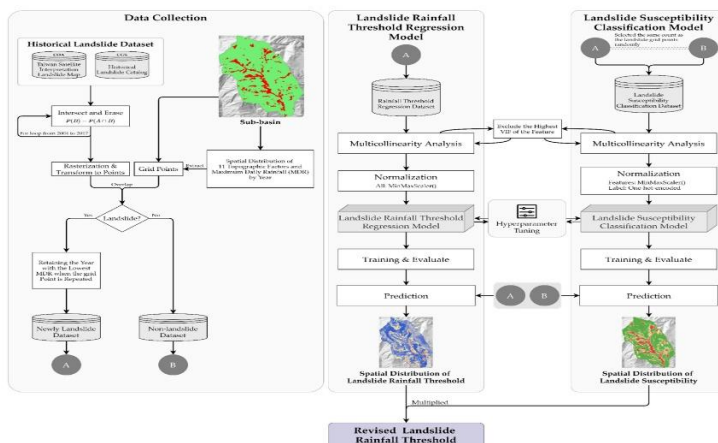 Data Collection
Historical Landslide Dataset
Taiwan Satellite
Interpretation
Landslide Map
Historical
Landslide Catalog
Intersect and Erase
For loop from 2003 to 2017
Rasterization &
Transform to Points
Grid Points
Sub-basin
Spatial Distribution of
11 Topographic Factors and
Maximum Daily Rainfall (MDR)
by Year
Extract
Overlap
Landslide?
Yes
No
Retaining the Year
with the Lowest
MDR when the grid
Point is Repeated
Newly Landslide
Dataset
Non-landslide
Dataset
A
B
Landslide Rainfall
Threshold Regression
Model
A
Rainfall Threshold
Regression Dataset
Multicollinearity Analysis
Normalization
All: MinMaxScaler()
Landslide Rainfall Threshold
Regression Model
Training & Evaluate
Prediction
Spatial Distribution of
Landslide Rainfall Threshold
Exclude the Highest
VIF of the Feature
Hyperparameter
Tuning
A
B
Landslide Susceptibility
Classification Model
Selected the same count as
the landslide grid points
randomly
A
B
Landslide
Susceptibility
Classification Dataset
Multicollinearity Analysis
Normalization
Features: MinMaxScaler()
Label: One hot encoded
Landslide Susceptibility
Classification Model
Training & Evaluate
Prediction
Spatial Distribution of
Landslide Susceptibility
Multiplied
Revised Landslide
Rainfall Threshold